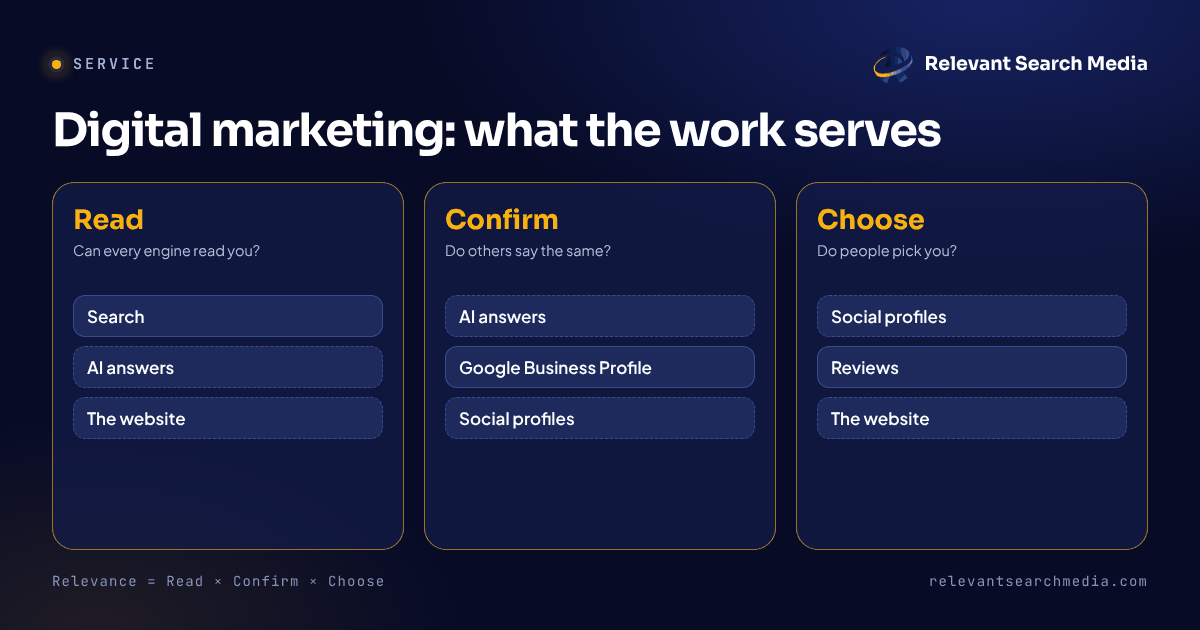 SERVICE
Relevant Search Media
Digital marketing: what the work serves
Read
Can every engine read you?
Search
AI answers
The website
Confirm
Do others say the same?
AI answers
Google Business Profile
Social profiles
Choose
Do people pick you?
Social profiles
Reviews
The website
Relevance = Read × Confirm × Choose
relevantsearchmedia.com